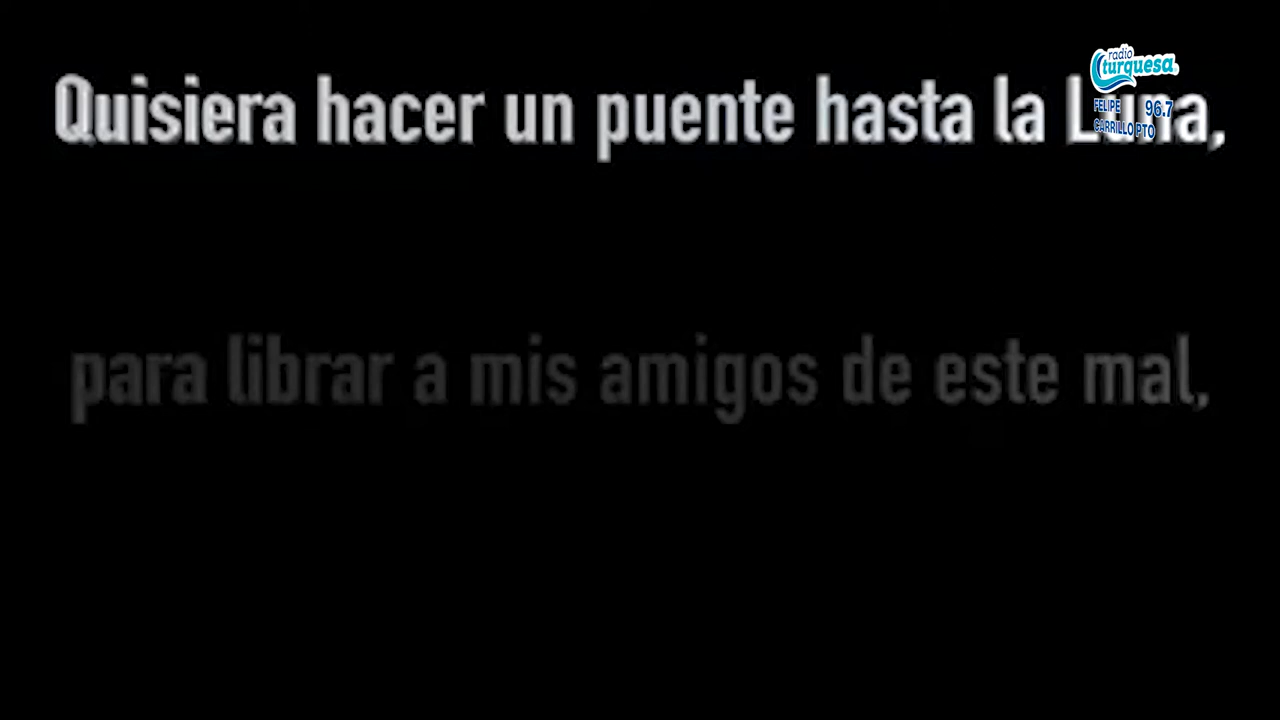 radio
turquesa
FELIPE 96.7
CARRILLO PTO
Quisiera hacer un puente hasta la Luna,
para librar a mis amigos de este mal,